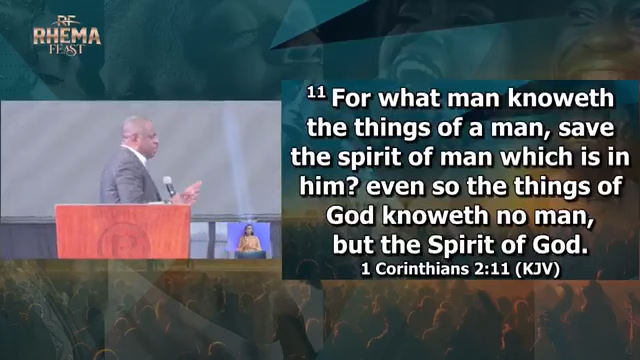 RF
RHEMA
FEAST
11 For what man knoweth
the things of a man, save
the spirit of man which is in
him? even so the things of
God knoweth no man,
but the Spirit of God.
1 Corinthians 2:11 (KJV)